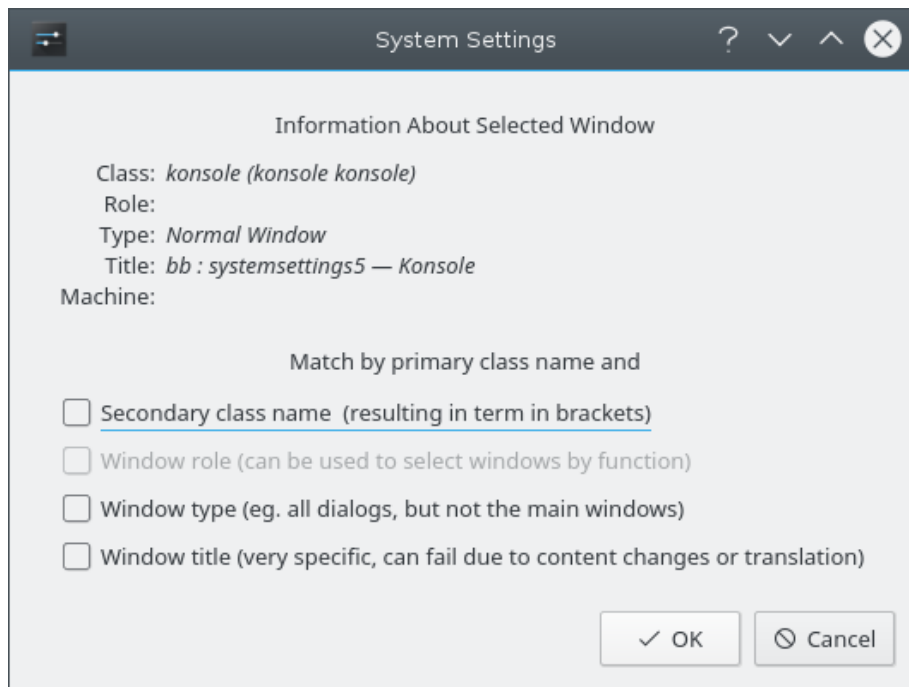 System Settings
Information About Selected Window
Class: konsole (konsole konsole)
Role:
Type: Normal Window
Title: bb : systemsettings5 — Konsole
Machine:
Match by primary class name and
Secondary class name  (resulting in term in brackets)
Window role (can be used to select windows by function)
Window type (eg. all dialogs, but not the main windows)
Window title (very specific, can fail due to content changes or translation)
OK Cancel